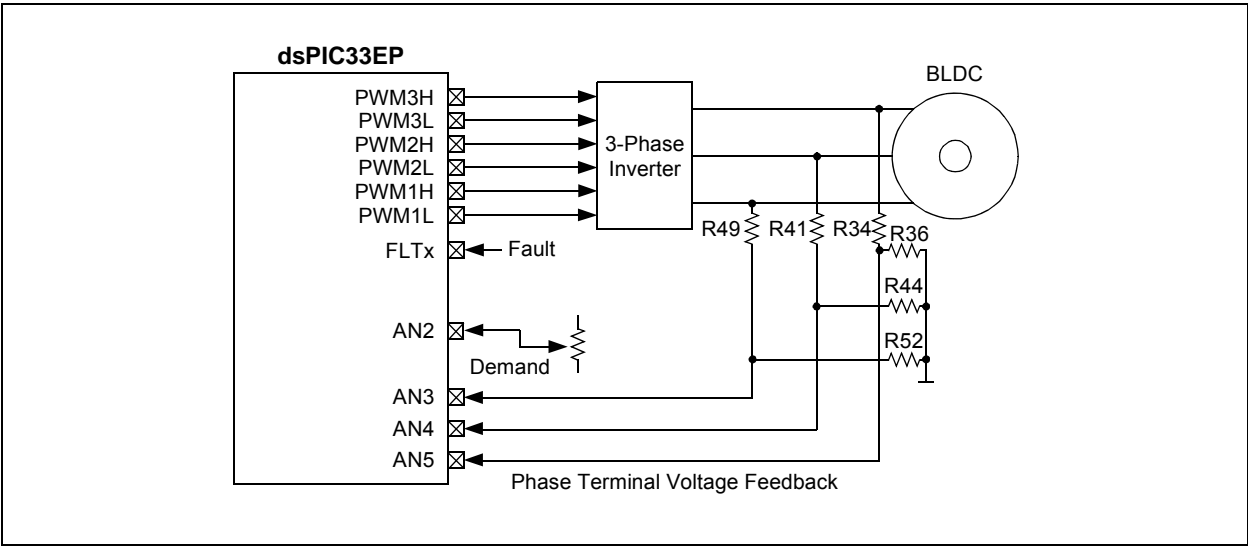 dsPIC33EP
BLDC
PWM3H
PWM3L
PWM2H
PWM2L
PWM1H
PWM1L
3-Phase
Inverter
R49
R41
R34
R36
FLTx
Fault
R44
AN2
R52
Demand
AN3
AN4
AN5
Phase Terminal Voltage Feedback